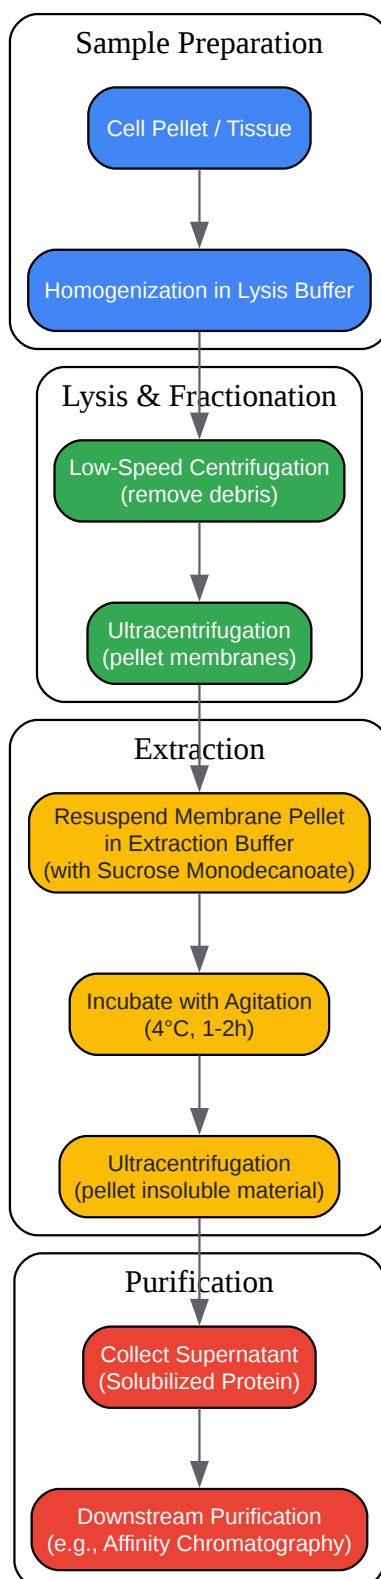 Sample Preparation
Cell Pellet / Tissue
Homogenization in Lysis Buffer
Lysis & Fractionation
Low-Speed Centrifugation
(remove debris)
Ultracentrifugation
(pellet membranes)
Extraction
Resuspend Membrane Pellet
in Extraction Buffer
(with Sucrose Monodecanoate)
Incubate with Agitation
(4°C, 1-2h)
Ultracentrifugation
(pellet insoluble material)
Purification
Collect Supernatant
(Solubilized Protein)
Downstream Purification
(e.g., Affinity Chromatography)